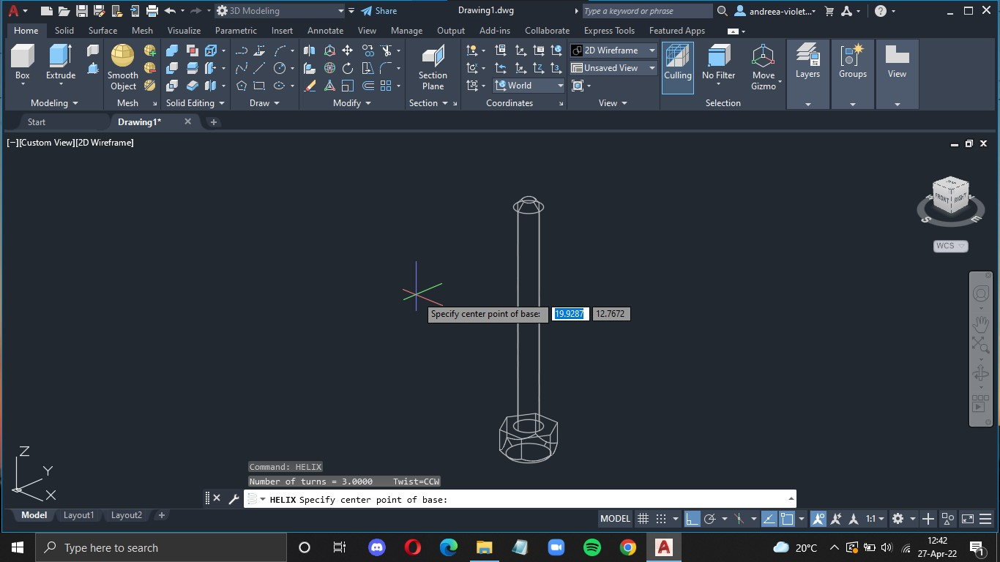 A 3D Modeling Share Drawing1.dwg Type a keyword or phrase andreea-violet... ?
Home Solid Surface Mesh Visualize Parametric Insert Annotate View Manage Output Add-ins Collaborate Express Tools Featured Apps
Box Extrude Smooth Object Section Plane World 2D Wireframe Unsaved View Culling No Filter Move Gizmo Layers Groups View
Modeling Mesh Solid Editing Draw Modify Section Coordinates View Selection
Start Drawing1* +
[−][Custom View][2D Wireframe]
FRONT RIGHT
S E
WCS
Specify center point of base: 19.9287 12.7672
Z
Y
X
Command: HELIX
Number of turns = 3.0000    Twist=CCW
HELIX Specify center point of base:
Model Layout1 Layout2 + MODEL 1:1
Type here to search 20°C 12:42
27-Apr-22 1